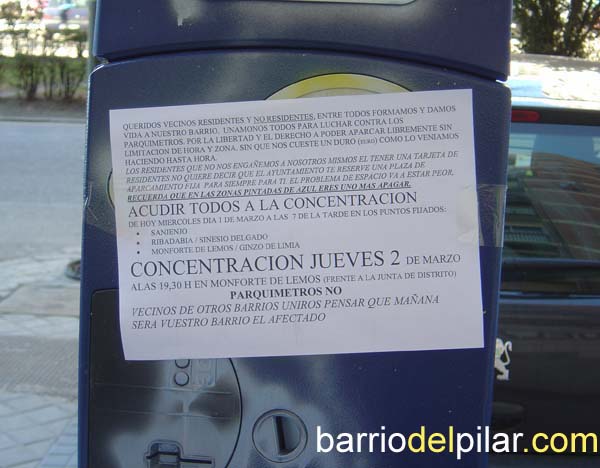 QUERIDOS VECINOS RESIDENTES Y NO RESIDENTES, ENTRE TODOS FORMAMOS Y DAMOS
VIDA A NUESTRO BARRIO. UNAMONOS TODOS PARA LUCHAR CONTRA LOS
PARQUIMETROS. POR LA LIBERTAD Y EL DERECHO A PODER APARCAR LIBREMENTE SIN
LIMITACION DE HORA Y ZONA, SIN QUE NOS CUESTE UN DURO (EURO) COMO LO VENIAMOS
HACIENDO HASTA HORA.
LOS RESIDENTES QUE NO NOS ENGAÑEMOS A NOSOTROS MISMOS EL TENER UNA TARJETA DE
RESIDENTES NO QUIERE DECIR QUE EL AYUNTAMIENTO TE RESERVE UNA PLAZA DE
APARCAMIENTO FIJA PARA SIEMPRE PARA TI. EL PROBLEMA DE ESPACIO VA A ESTAR PEOR,
RECUERDA QUE EN LAS ZONAS PINTADAS DE AZUL ERES UNO MAS APAGAR.
ACUDIR TODOS A LA CONCENTRACION
DE HOY MIERCOLES DIA 1 DE MARZO A LAS 7 DE LA TARDE EN LOS PUNTOS FIJADOS:
• SANJENJO
• RIBADABIA / SINESIO DELGADO
• MONFORTE DE LEMOS / GINZO DE LIMIA
CONCENTRACION JUEVES 2 DE MARZO
ALAS 19,30 H EN MONFORTE DE LEMOS (FRENTE A LA JUNTA DE DISTRITO)
PARQUIMETROS NO
VECINOS DE OTROS BARRIOS UNIROS PENSAR QUE MAÑANA
SERA VUESTRO BARRIO EL AFECTADO
barriodelpilar.com